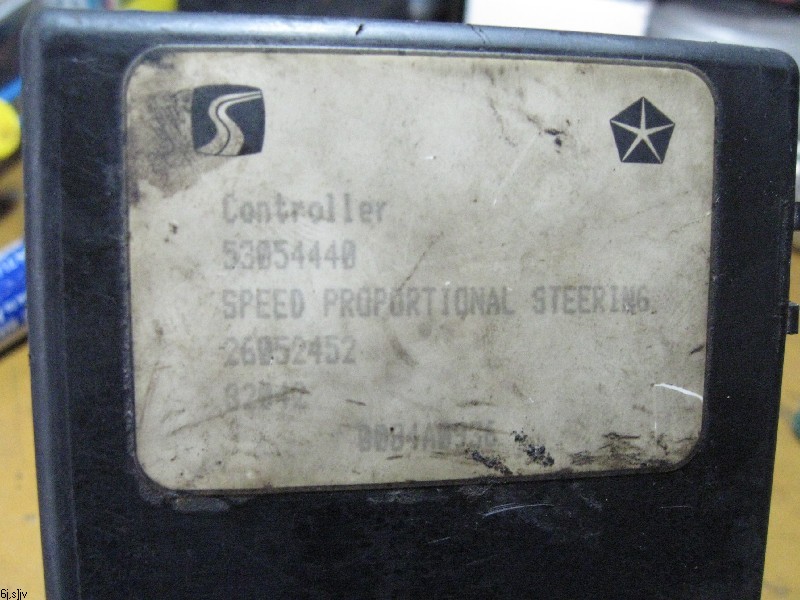 Controller
53054440
SPEED PROPORTIONAL STEERING
26052452